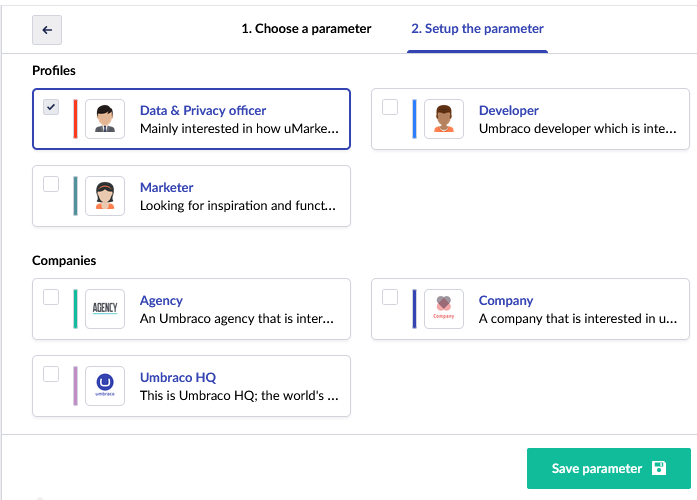 1. Choose a parameter
2. Setup the parameter
Profiles
Data & Privacy officer
Mainly interested in how uMarke...
Developer
Umbraco developer which is inte...
Marketer
Looking for inspiration and funct...
Companies
AGENCY
Agency
An Umbraco agency that is inter...
Company
Company
A company that is interested in u...
umbraco
Umbraco HQ
This is Umbraco HQ; the world's ...
Save parameter